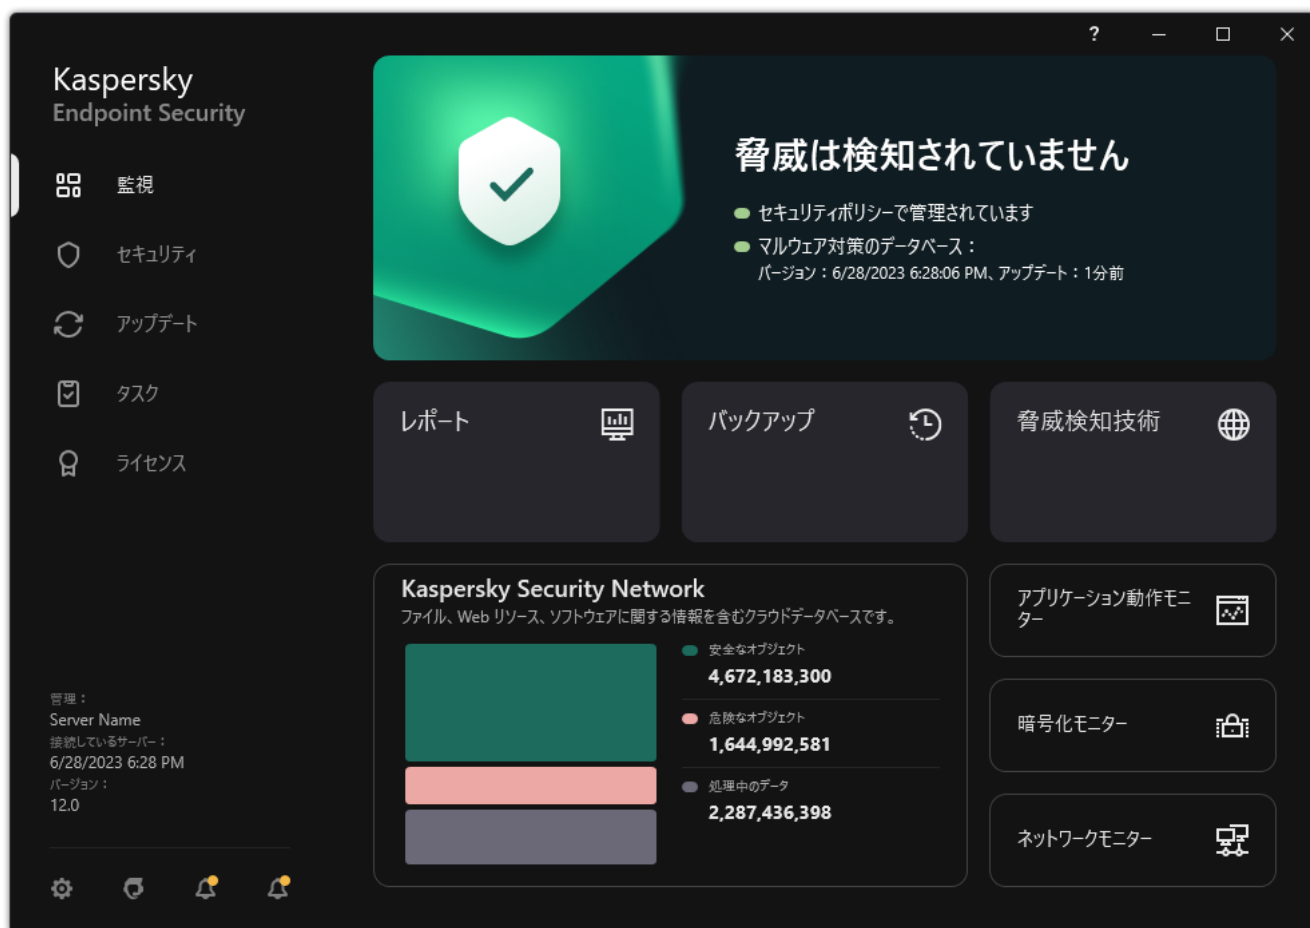 ?
Kaspersky
Endpoint Security
監視
セキュリティ
アップデート
タスク
ライセンス
管理：
Server Name
接続しているサーバー：
6/28/2023 6:28 PM
バージョン：
12.0
脅威は検知されていません
セキュリティポリシーで管理されています
マルウェア対策のデータベース：
バージョン：6/28/2023 6:28:06 PM、アップデート：1分前
レポート
バックアップ
脅威検知技術
Kaspersky Security Network
ファイル、Web リソース、ソフトウェアに関する情報を含むクラウドデータベースです。
安全なオブジェクト
4,672,183,300
危険なオブジェクト
1,644,992,581
処理中のデータ
2,287,436,398
アプリケーション動作モニ
ター
暗号化モニター
ネットワークモニター